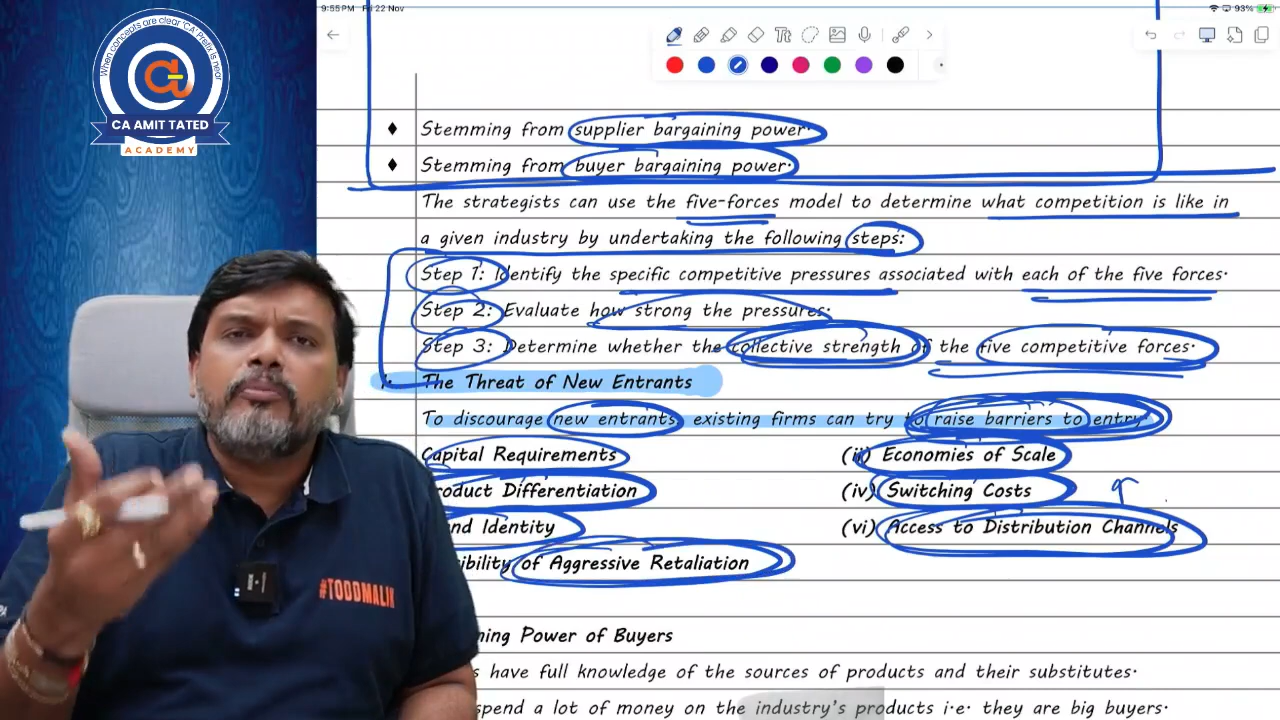 9:55PM Fri 22 Nov
93%
When concepts are clear 'CA' Prefix is near
CA AMIT TATED
ACADEMY
♦ Stemming from supplier bargaining power.
♦ Stemming from buyer bargaining power.
The strategists can use the five-forces model to determine what competition is like in
a given industry by undertaking the following steps:
Step 1: Identify the specific competitive pressures associated with each of the five forces.
Step 2: Evaluate how strong the pressures.
Step 3: Determine whether the collective strength of the five competitive forces.
The Threat of New Entrants
To discourage new entrants, existing firms can try to raise barriers to entry.
Capital Requirements (ii) Economies of Scale
roduct Differentiation (iv) Switching Costs
nd Identity (vi) Access to Distribution Channels
ibility of Aggressive Retaliation
ning Power of Buyers
s have full knowledge of the sources of products and their substitutes.
spend a lot of money on the industry's products i.e. they are big buyers.
#TODDMALIK